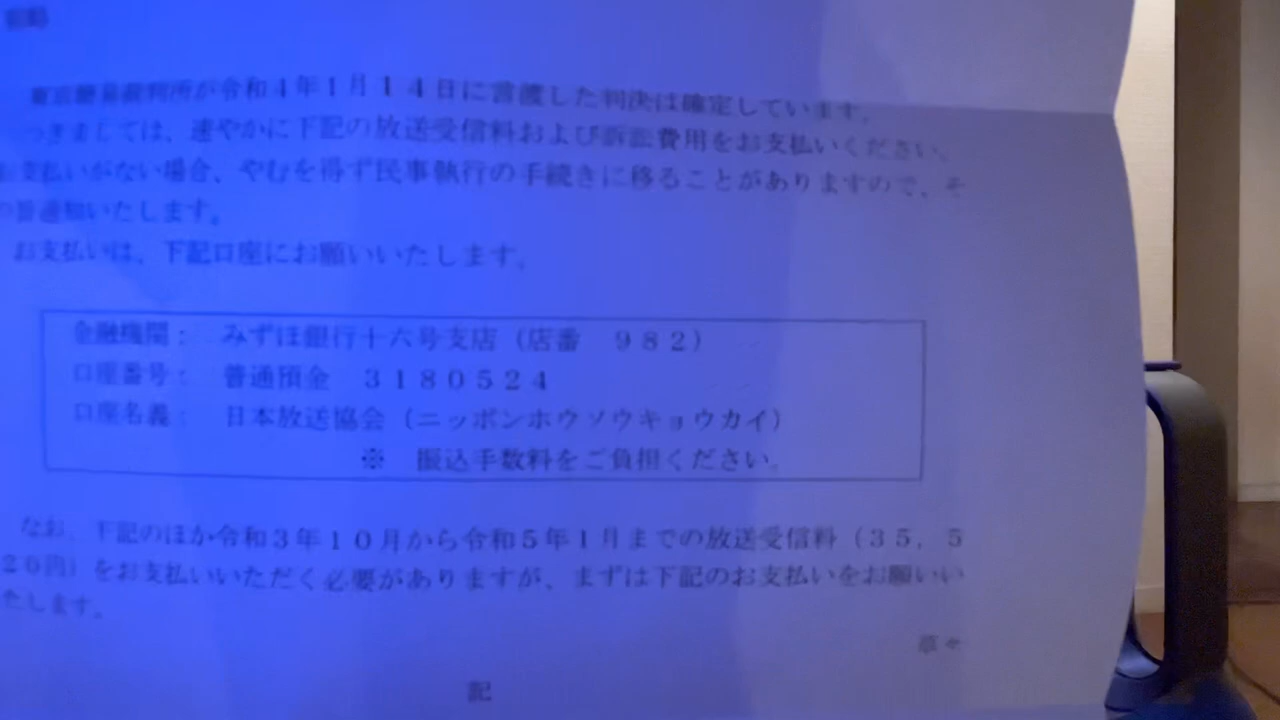 前略
東京簡易裁判所が令和4年1月14日に言渡した判決は確定しています。
つきましては、速やかに下記の放送受信料および訴訟費用をお支払いください。
お支払いがない場合、やむを得ず民事執行の手続きに移ることがありますので、そ
の旨通知いたします。
お支払いは、下記口座にお願いいたします。
金融機関： みずほ銀行十六号支店（店番 982）
口座番号： 普通預金 3180524
口座名義： 日本放送協会（ニッポンホウソウキョウカイ）
※ 振込手数料をご負担ください。
なお、下記のほか令和3年10月から令和5年1月までの放送受信料（35，5
20円）をお支払いいただく必要がありますが、まずは下記のお支払いをお願いい
たします。
草々
記